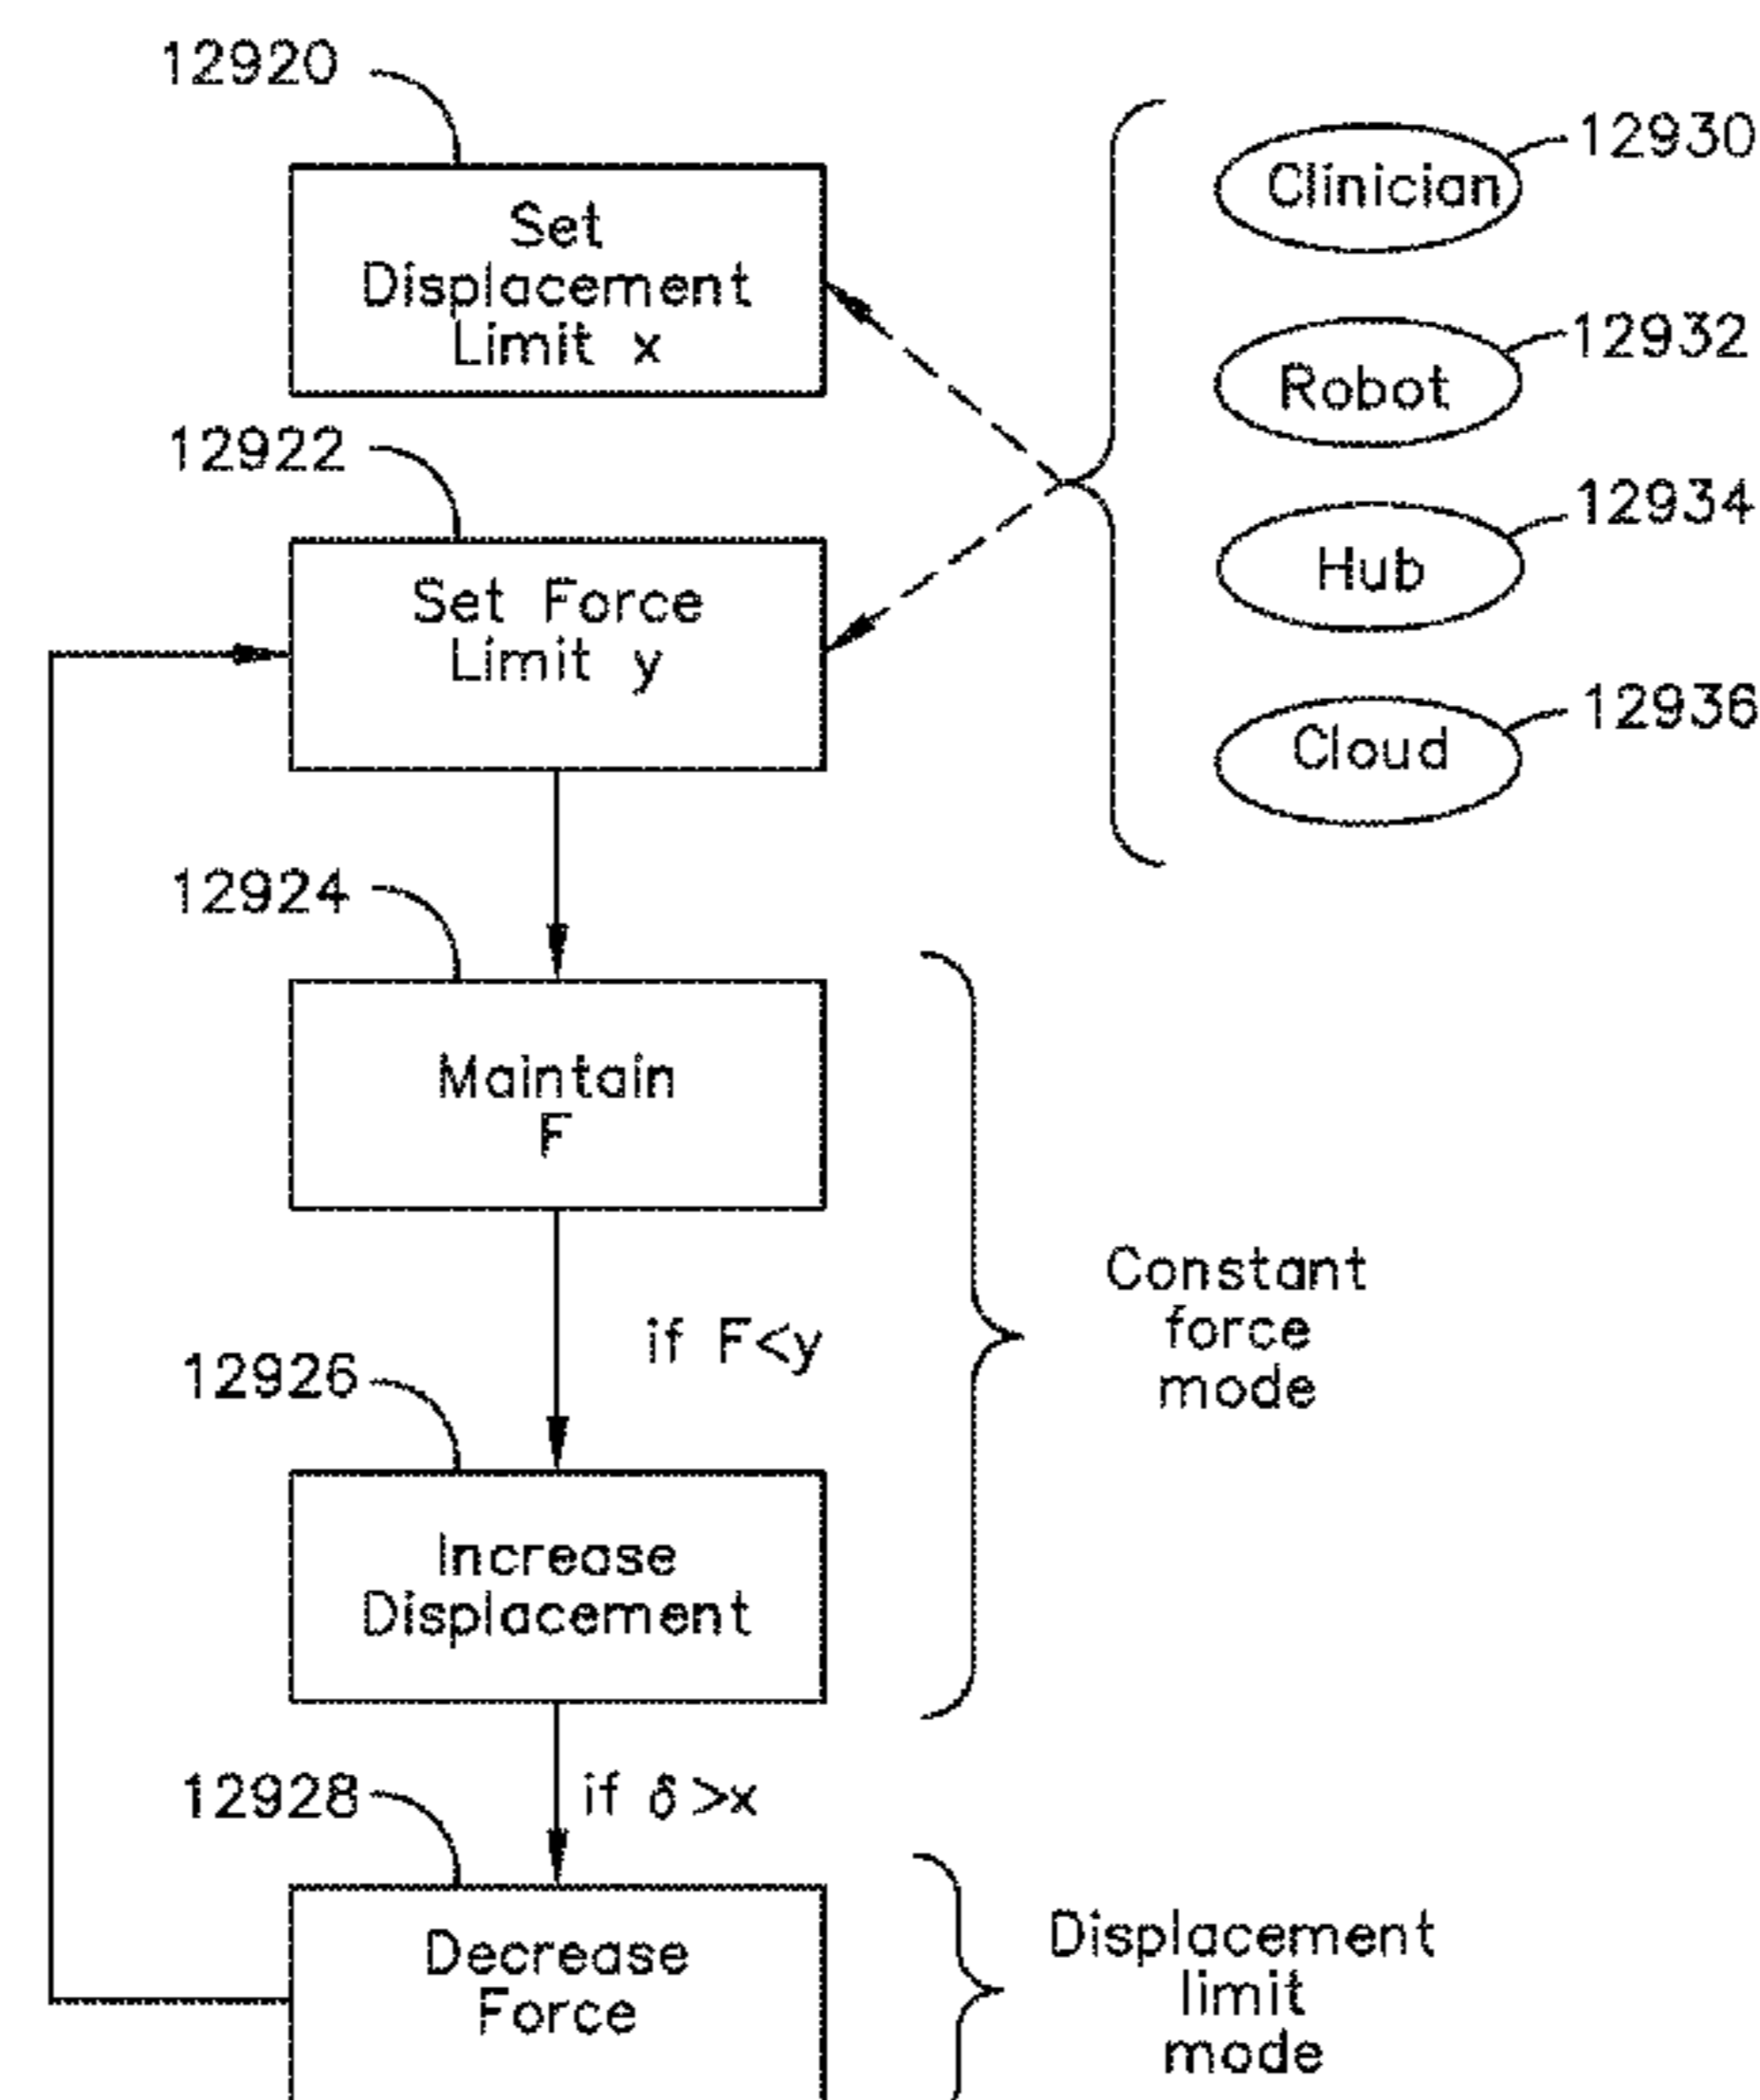 12920
Set
Displacement
Limit x
12922
Set Force
Limit y
12930
Clinician
12932
Robot
12934
Hub
12936
Cloud
12924
Maintain
F
if F<y
12926
Increase
Displacement
Constant
force
mode
if δ>x
12928
Decrease
Force
Displacement
limit
mode